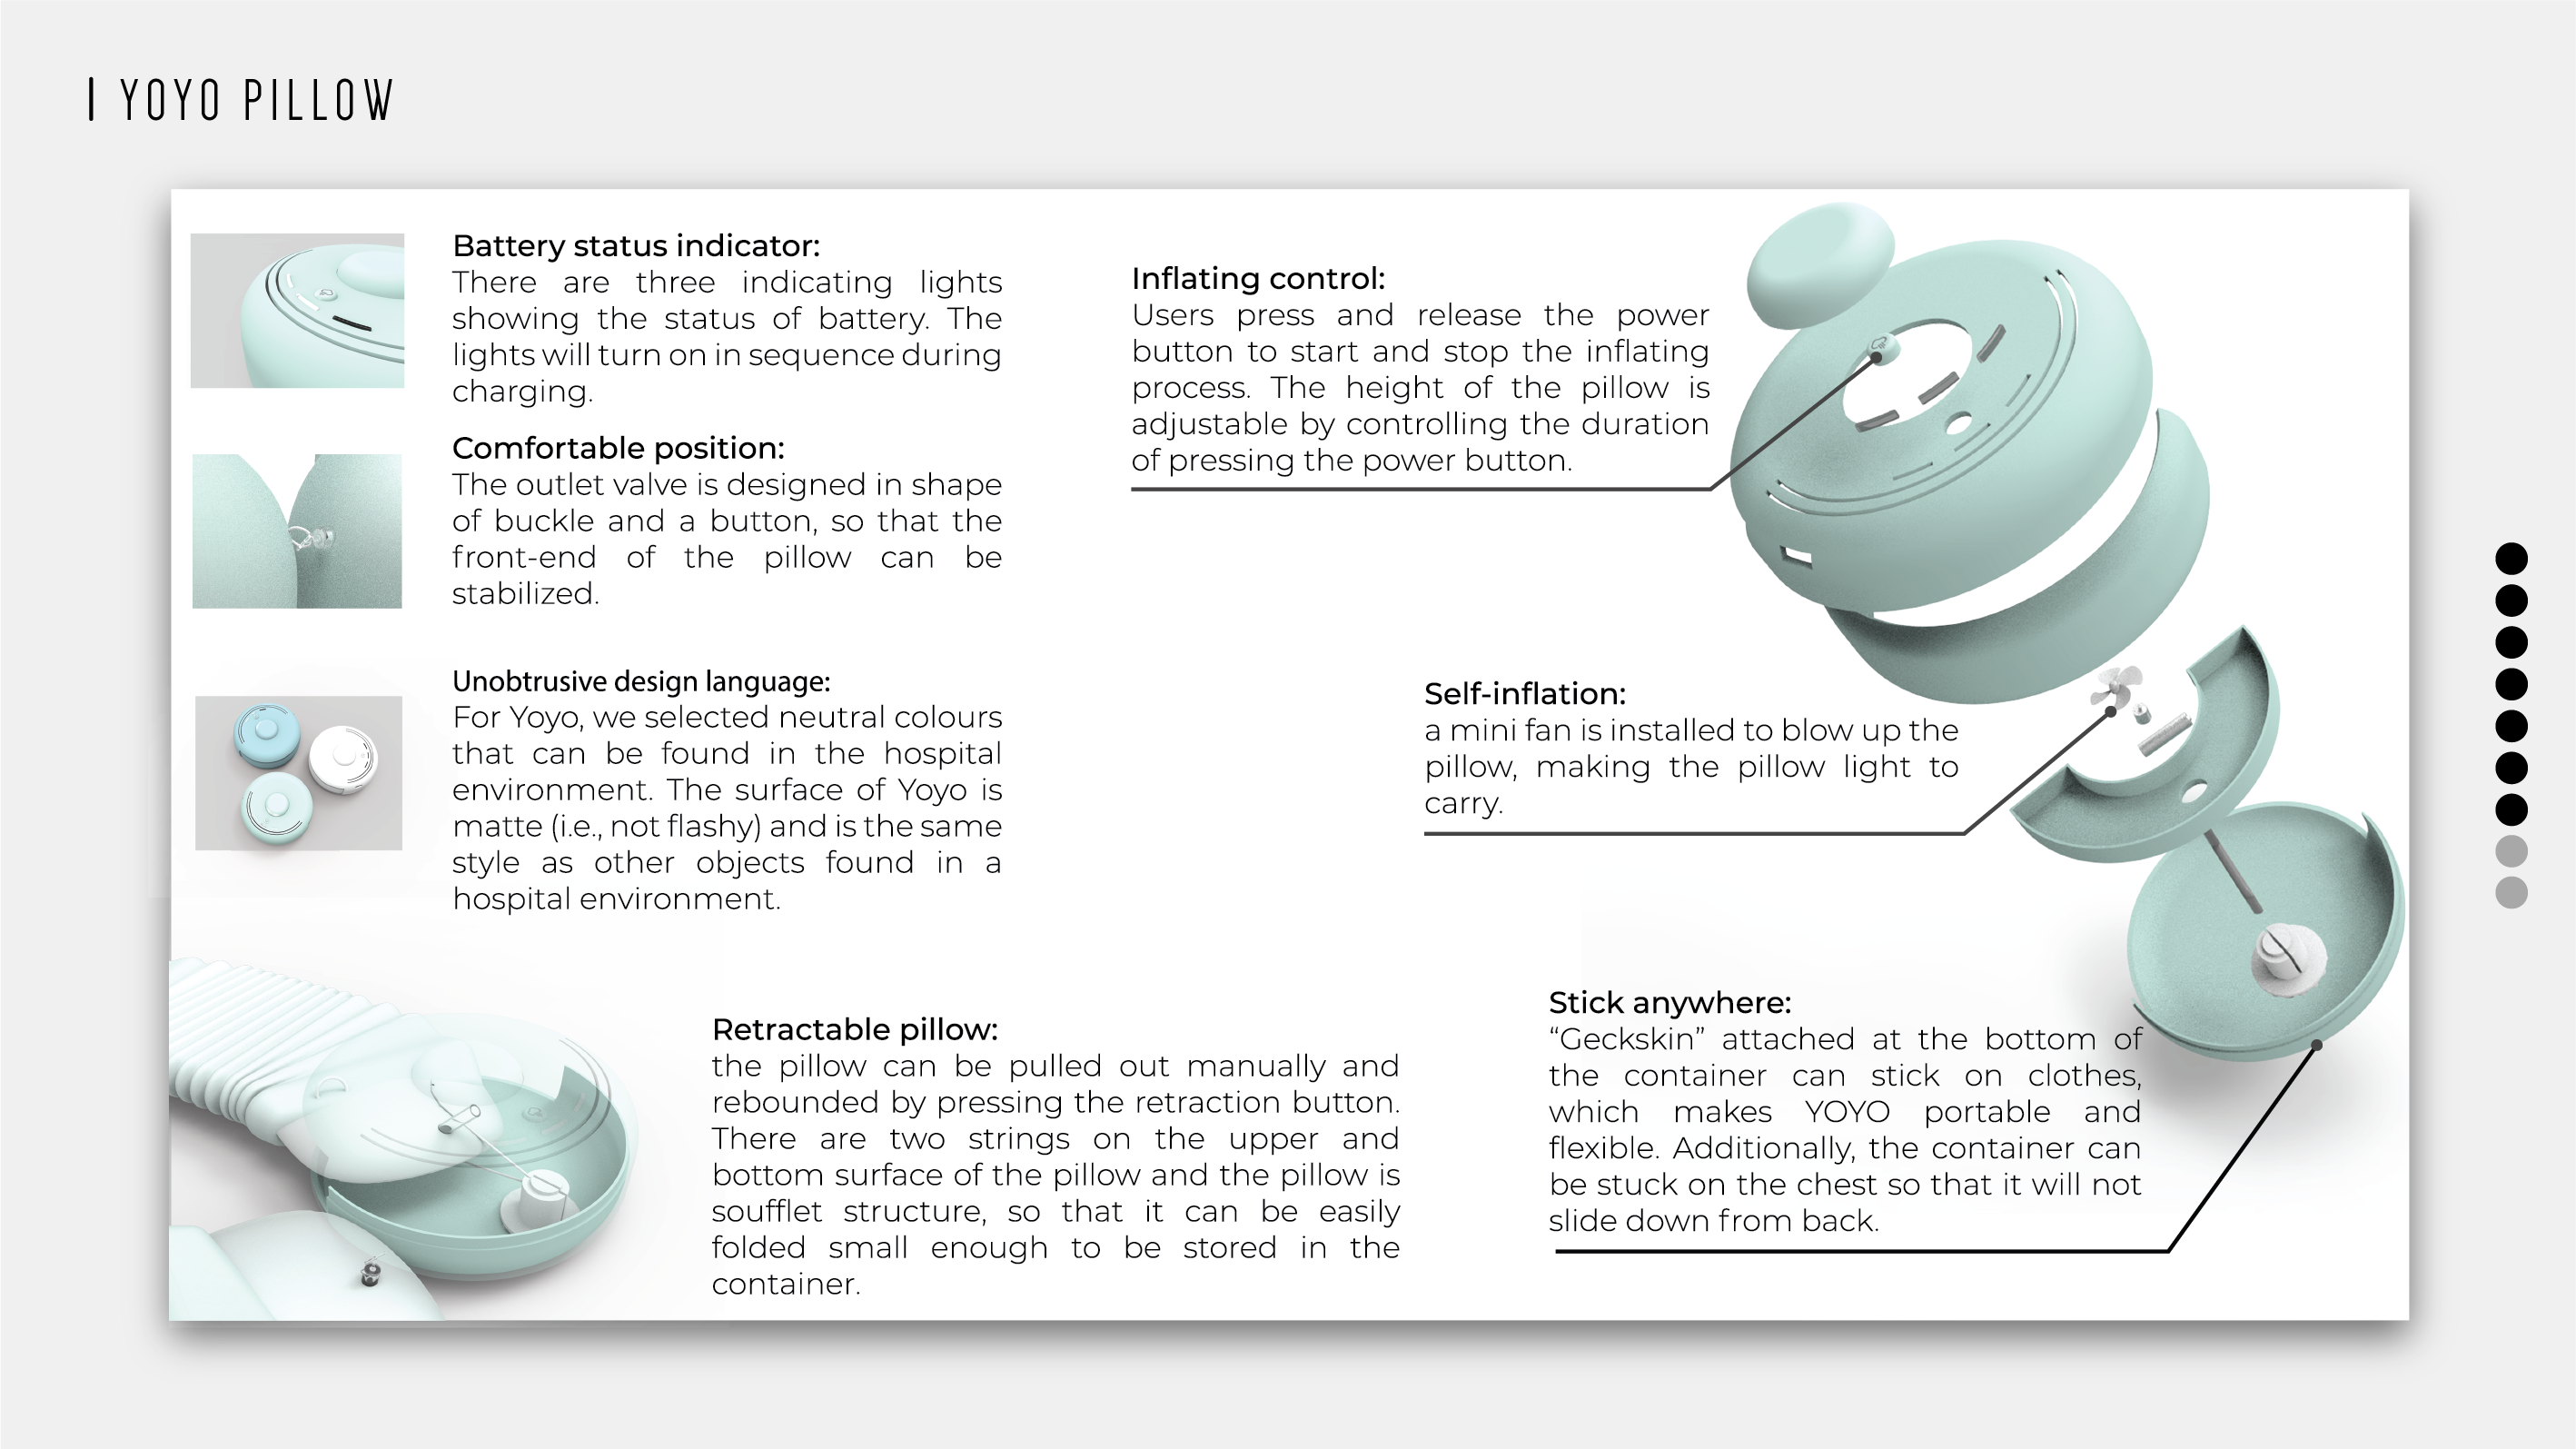 YOYO PILLOW
Battery status indicator:
There are three indicating lights
showing the status of battery. The
lights will turn on in sequence during
charging.
Comfortable position:
The outlet valve is designed in shape
of buckle and a button, so that the
front-end of the pillow can be
stabilized.
Unobtrusive design language:
For Yoyo, we selected neutral colours
that can be found in the hospital
environment. The surface of Yoyo is
matte (i.e., not flashy) and is the same
style as other objects found in a
hospital environment.
Retractable pillow:
the pillow can be pulled out manually and
rebounded by pressing the retraction button.
There are two strings on the upper and
bottom surface of the pillow and the pillow is
soufflet structure, so that it can be easily
folded small enough to be stored in the
container.
Inflating control:
Users press and release the power
button to start and stop the inflating
process. The height of the pillow is
adjustable by controlling the duration
of pressing the power button.
Self-inflation:
a mini fan is installed to blow up the
pillow, making the pillow light to
carry.
Stick anywhere:
“Geckskin” attached at the bottom of
the container can stick on clothes,
which makes YOYO portable and
flexible. Additionally, the container can
be stuck on the chest so that it will not
slide down from back.